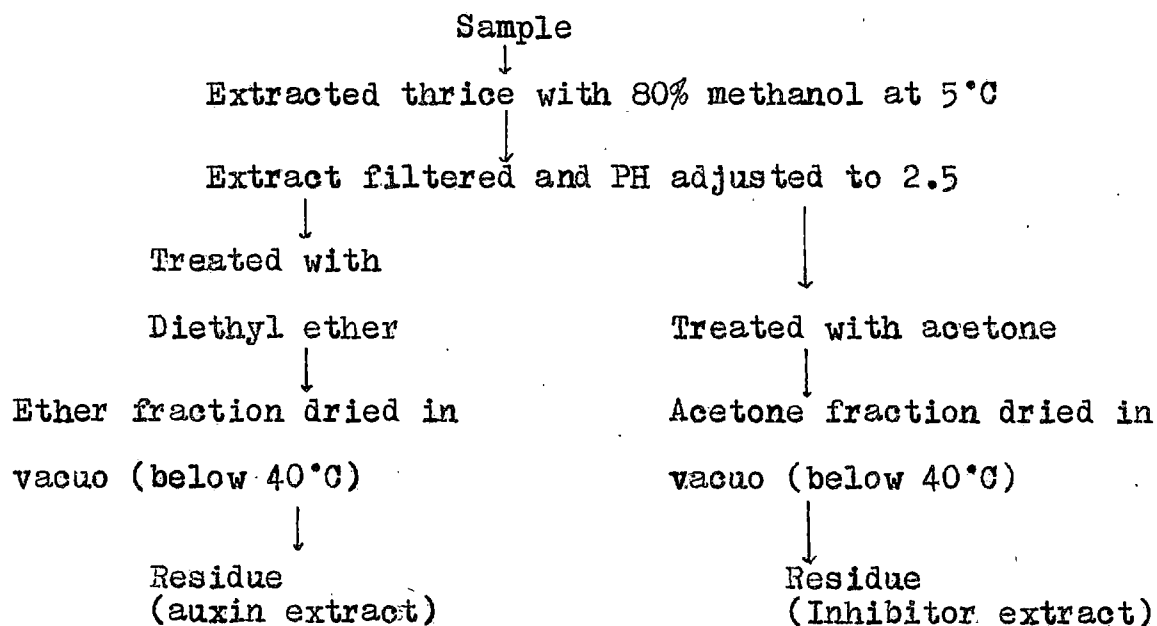 Sample
Extracted thrice with 80% methanol at 5°C
Extract filtered and PH adjusted to 2.5
Treated with
Diethyl ether
Ether fraction dried in
vacuo (below 40°C)
Residue
(auxin extract)
Treated with acetone
Acetone fraction dried in
vacuo (below 40°C)
Residue
(Inhibitor extract)